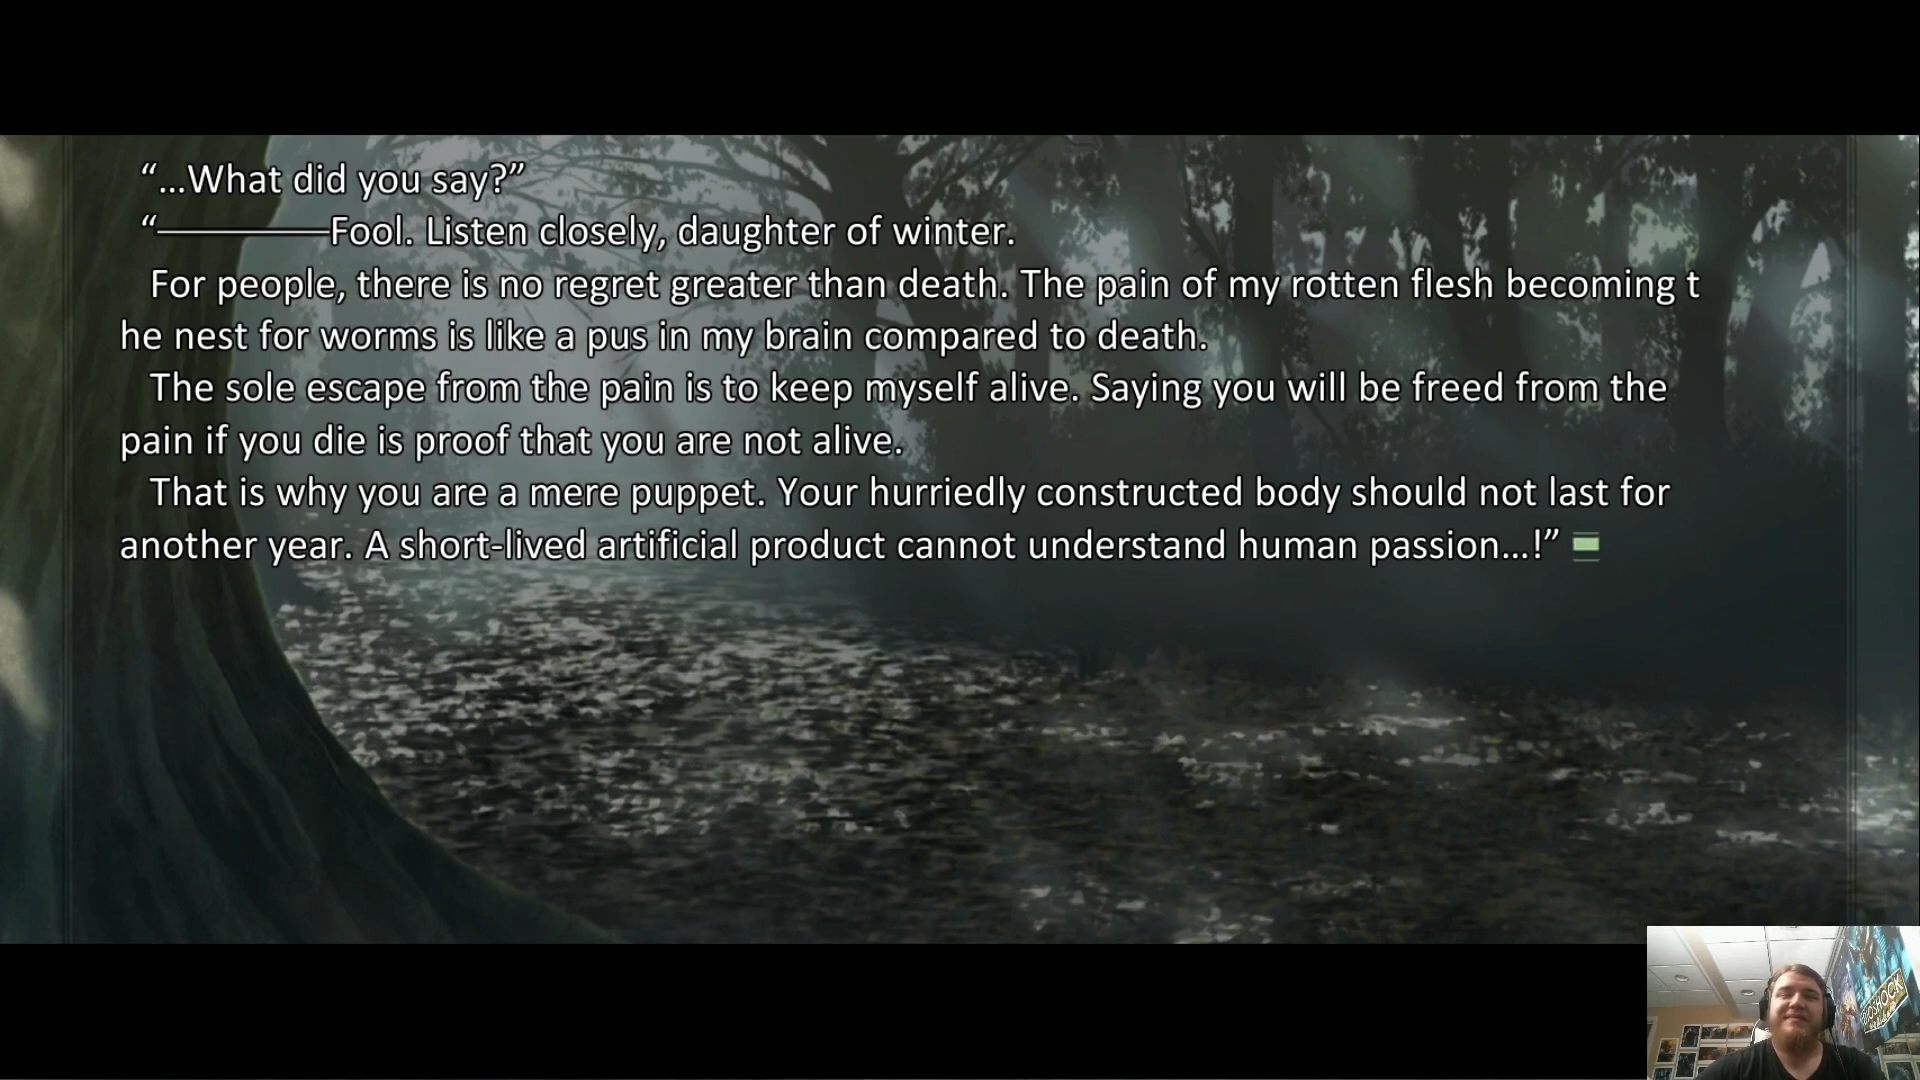 “...What did you say?”
“――――――Fool. Listen closely, daughter of winter.
For people, there is no regret greater than death. The pain of my rotten flesh becoming t
he nest for worms is like a pus in my brain compared to death.
The sole escape from the pain is to keep myself alive. Saying you will be freed from the
pain if you die is proof that you are not alive.
That is why you are a mere puppet. Your hurriedly constructed body should not last for
another year. A short-lived artificial product cannot understand human passion...!”
BIOSHOCK